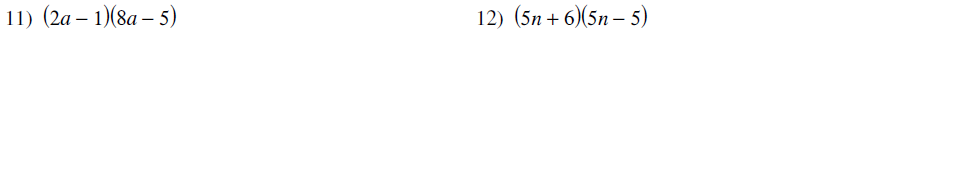 11) (2a – 1)(8a – 5) 12) (5n + 6)(5n – 5)